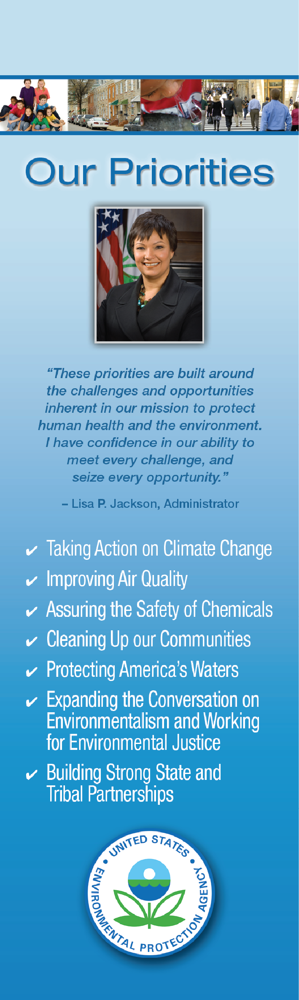 Our Priorities
“These priorities are built around
the challenges and opportunities
inherent in our mission to protect
human health and the environment.
I have confidence in our ability to
meet every challenge, and
seize every opportunity.”
– Lisa P. Jackson, Administrator
✔ Taking Action on Climate Change
✔ Improving Air Quality
✔ Assuring the Safety of Chemicals
✔ Cleaning Up our Communities
✔ Protecting America’s Waters
✔ Expanding the Conversation on
Environmentalism and Working
for Environmental Justice
✔ Building Strong State and
Tribal Partnerships
• UNITED STATES •
ENVIRONMENTAL PROTECTION AGENCY